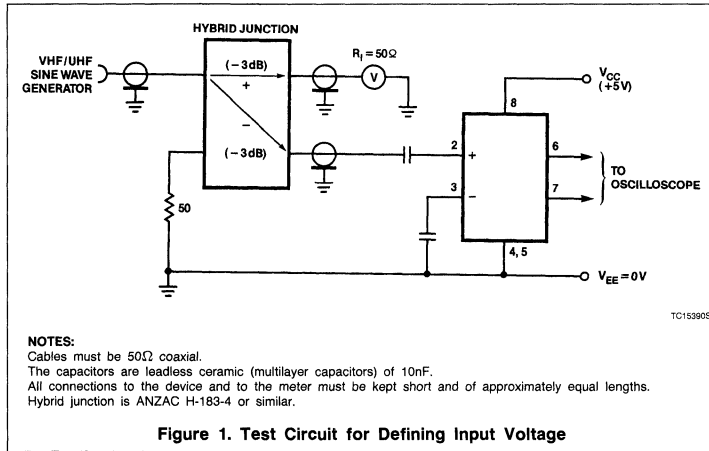 HYBRID JUNCTION
VHF/UHF
SINE WAVE
GENERATOR
(−3dB)
+
−
(−3dB)
50
R_I = 50Ω
V
V_CC
(+5V)
8
2
+
3
−
6
7
4, 5
TO
OSCILLOSCOPE
V_EE = 0V
TC15390S
NOTES:
Cables must be 50Ω coaxial.
The capacitors are leadless ceramic (multilayer capacitors) of 10nF.
All connections to the device and to the meter must be kept short and of approximately equal lengths.
Hybrid junction is ANZAC H-183-4 or similar.
Figure 1. Test Circuit for Defining Input Voltage